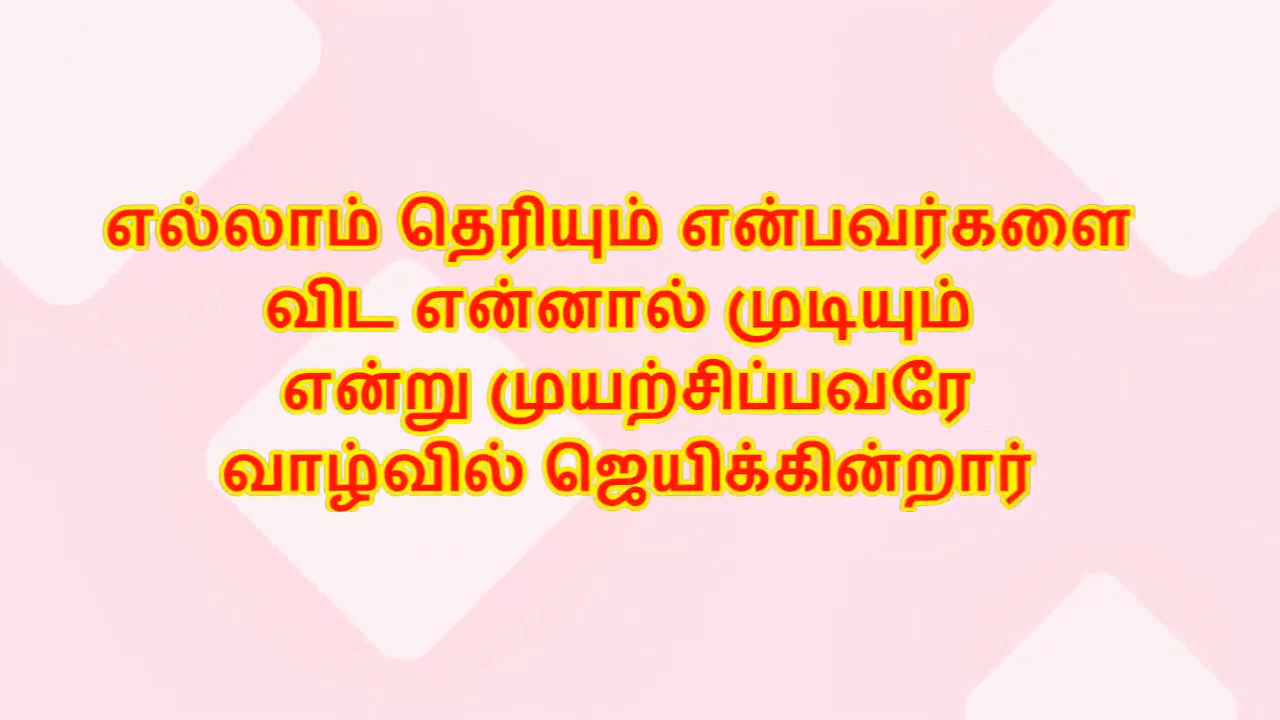 எல்லாம் தெரியும் என்பவர்களை
விட என்னால் முடியும்
என்று முயற்சிப்பவரே
வாழ்வில் ஜெயிக்கின்றார்